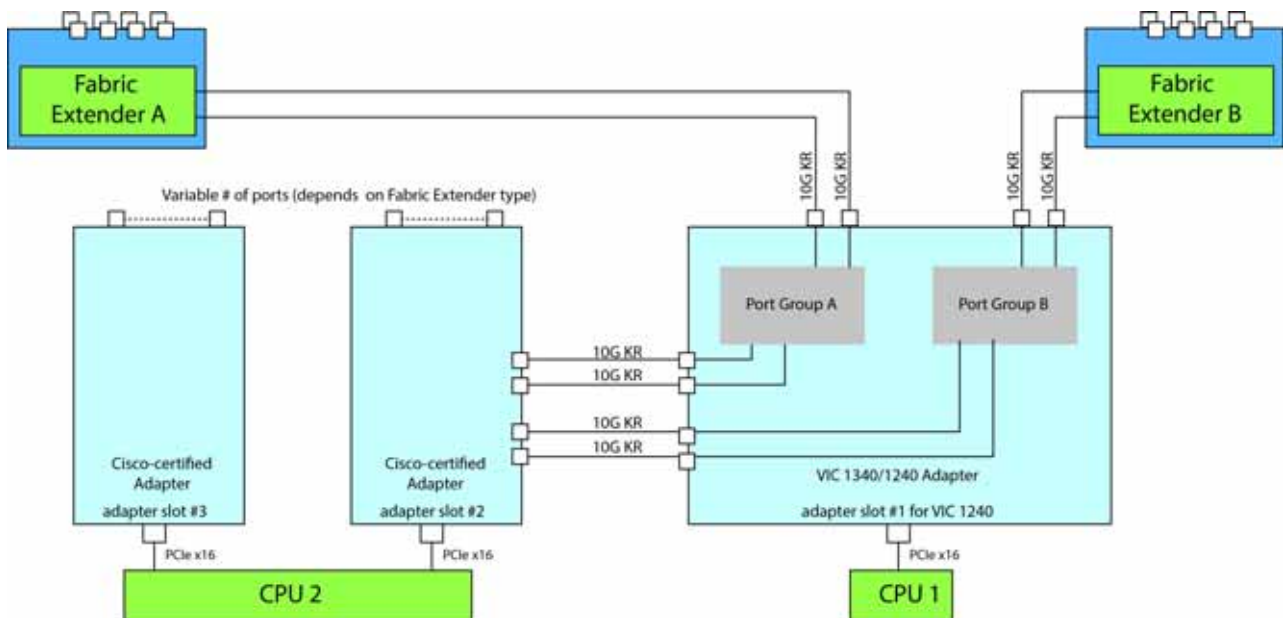 Fabric
Extender A
Fabric
Extender B
10G KR
10G KR
10G KR
10G KR
Variable # of ports (depends on Fabric Extender type)
Port Group A
Port Group B
10G KR
10G KR
10G KR
10G KR
Cisco-certified
Adapter
adapter slot #3
Cisco-certified
Adapter
adapter slot #2
VIC 1340/1240 Adapter
adapter slot #1 for VIC 1240
PCIe x16
PCIe x16
PCIe x16
CPU 2
CPU 1